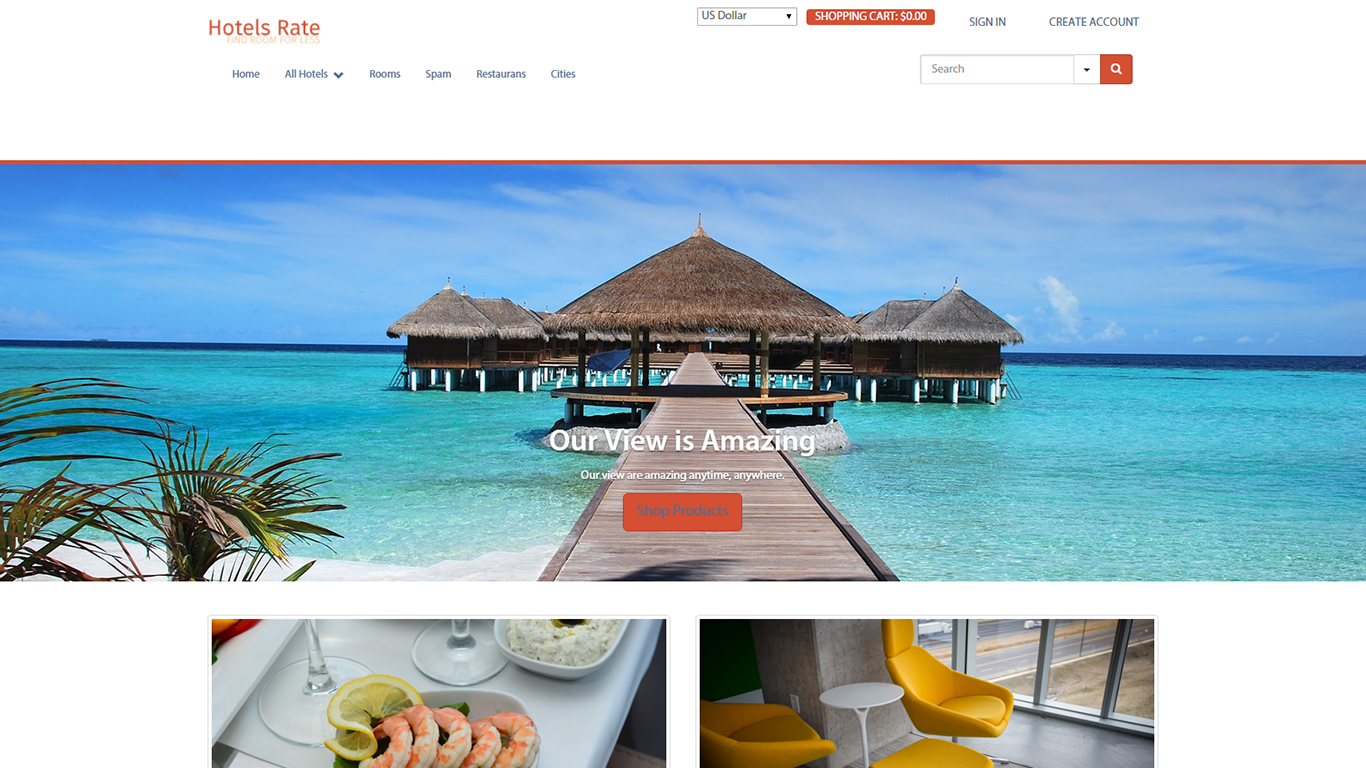 US Dollar
SHOPPING CART: $0.00
SIGN IN
CREATE ACCOUNT
Hotels Rate
FIND ROOM FOR LESS
Home
All Hotels
Rooms
Spam
Restaurans
Cities
Search
Our View is Amazing
Our view are amazing anytime, anywhere.
Shop Products